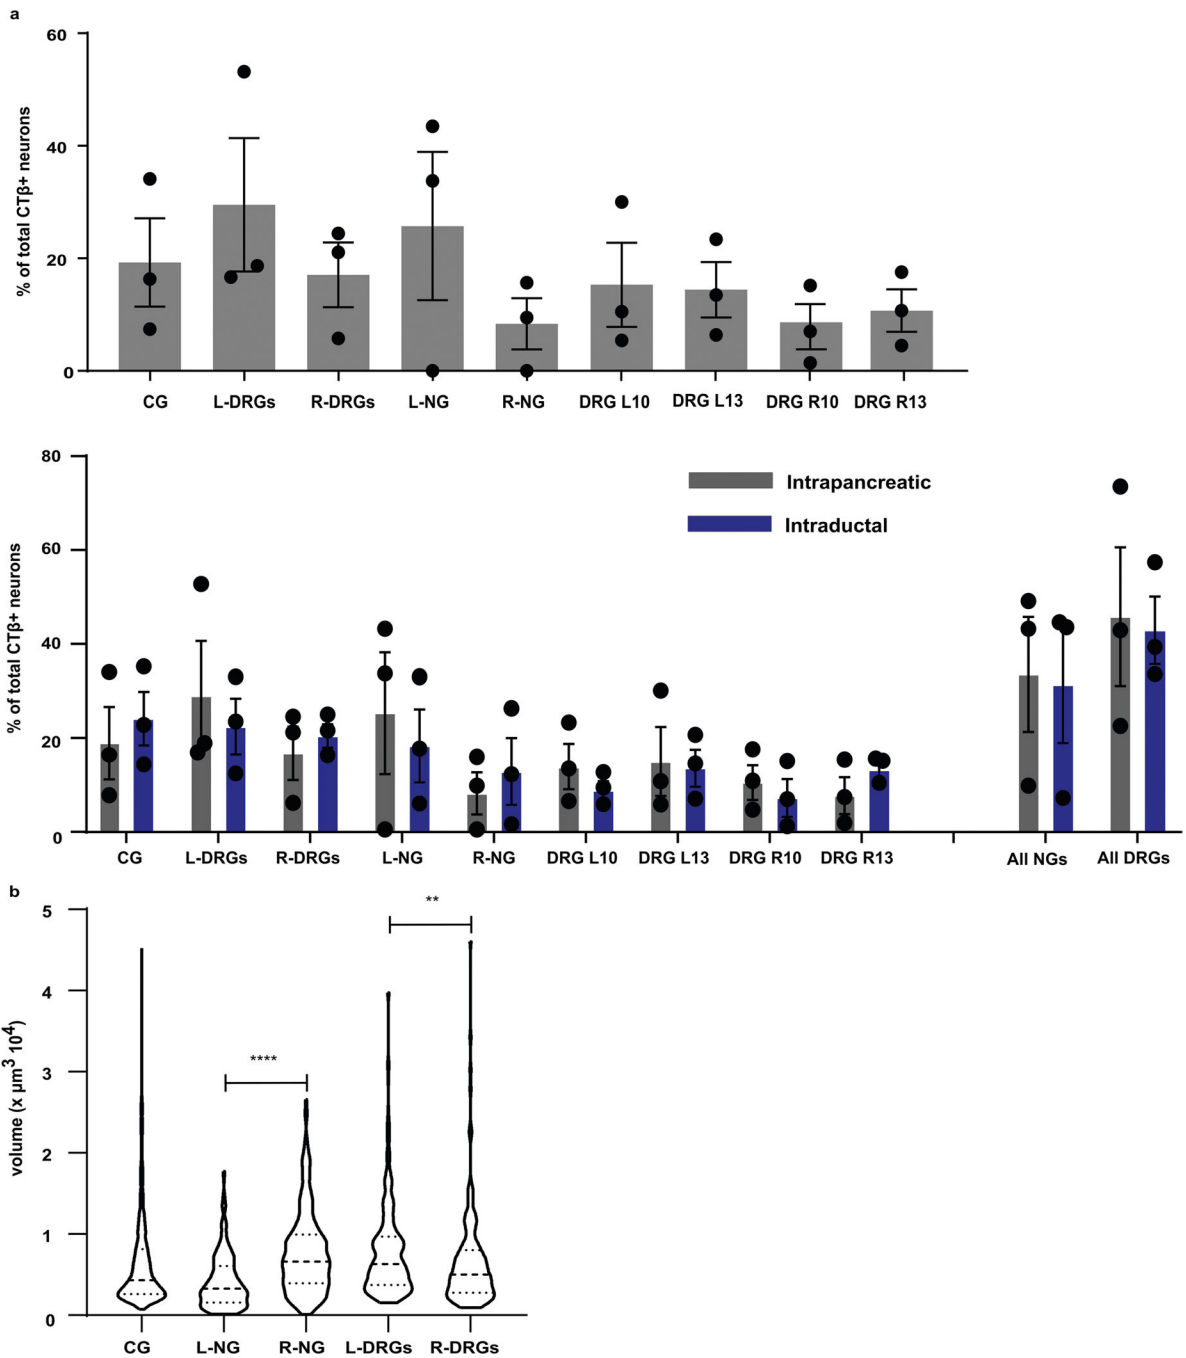 a
60
40
20
0
% of total CTβ+ neurons
CG L-DRGs R-DRGs L-NG R-NG DRG L10 DRG L13 DRG R10 DRG R13
80
60
40
20
0
% of total CTβ+ neurons
Intrapancreatic
Intraductal
CG L-DRGs R-DRGs L-NG R-NG DRG L10 DRG L13 DRG R10 DRG R13 All NGs All DRGs
b
5
4
3
2
1
0
volume (x µm³ 10⁴)
****
**
CG L-NG R-NG L-DRGs R-DRGs